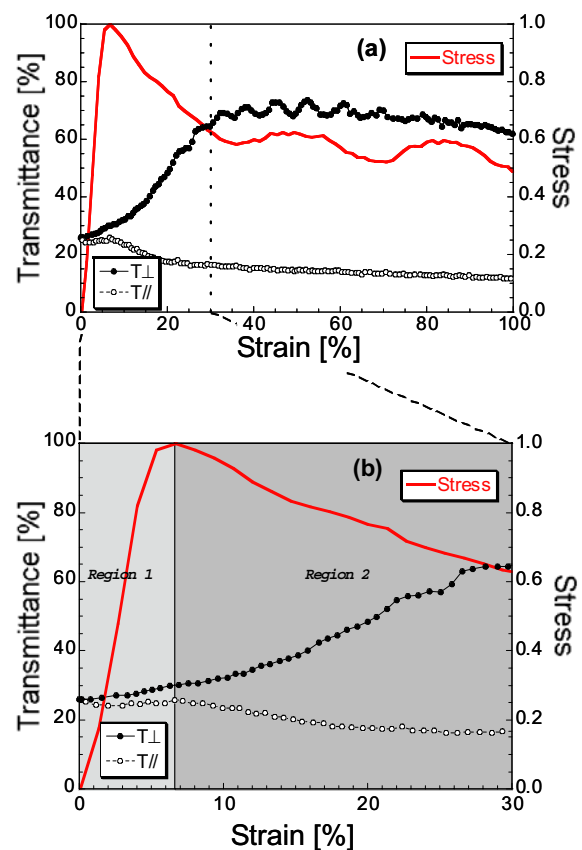 (a)
Stress
100
80
60
40
20
0
Transmittance [%]
1.0
0.8
0.6
0.4
0.2
0.0
Stress
T⊥
T//
0
20
40
60
80
100
Strain [%]
(b)
Stress
100
80
60
40
20
0
Transmittance [%]
1.0
0.8
0.6
0.4
0.2
0.0
Stress
Region 1
Region 2
T⊥
T//
0
10
20
30
Strain [%]